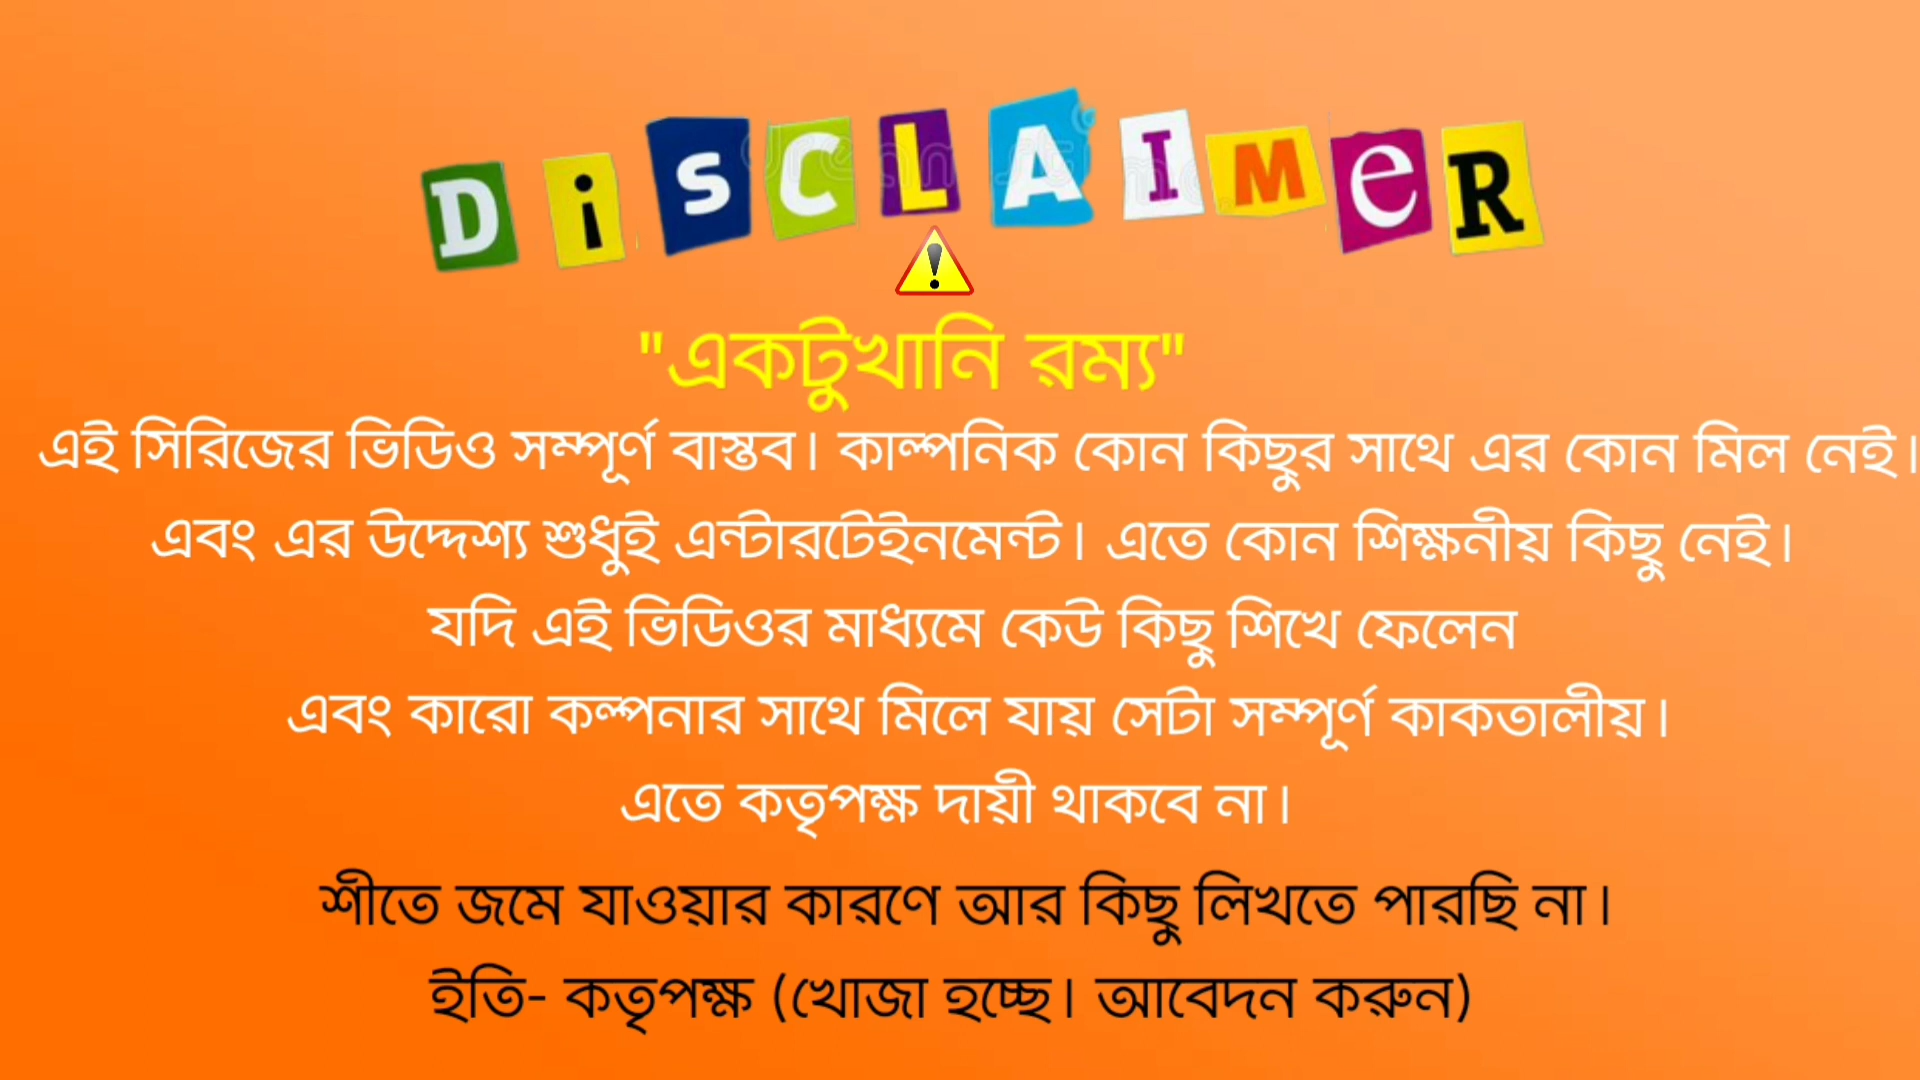 DiSCLAIMeR
"একটুখানি রম্য"
এই সিরিজের ভিডিও সম্পূর্ণ বাস্তব। কাল্পনিক কোন কিছুর সাথে এর কোন মিল নেই।
এবং এর উদ্দেশ্য শুধুই এন্টারটেইনমেন্ট। এতে কোন শিক্ষনীয় কিছু নেই।
যদি এই ভিডিওর মাধ্যমে কেউ কিছু শিখে ফেলেন
এবং কারো কল্পনার সাথে মিলে যায় সেটা সম্পূর্ণ কাকতালীয়।
এতে কতৃপক্ষ দায়ী থাকবে না।
শীতে জমে যাওয়ার কারণে আর কিছু লিখতে পারছি না।
ইতি- কতৃপক্ষ (খোজা হচ্ছে। আবেদন করুন)